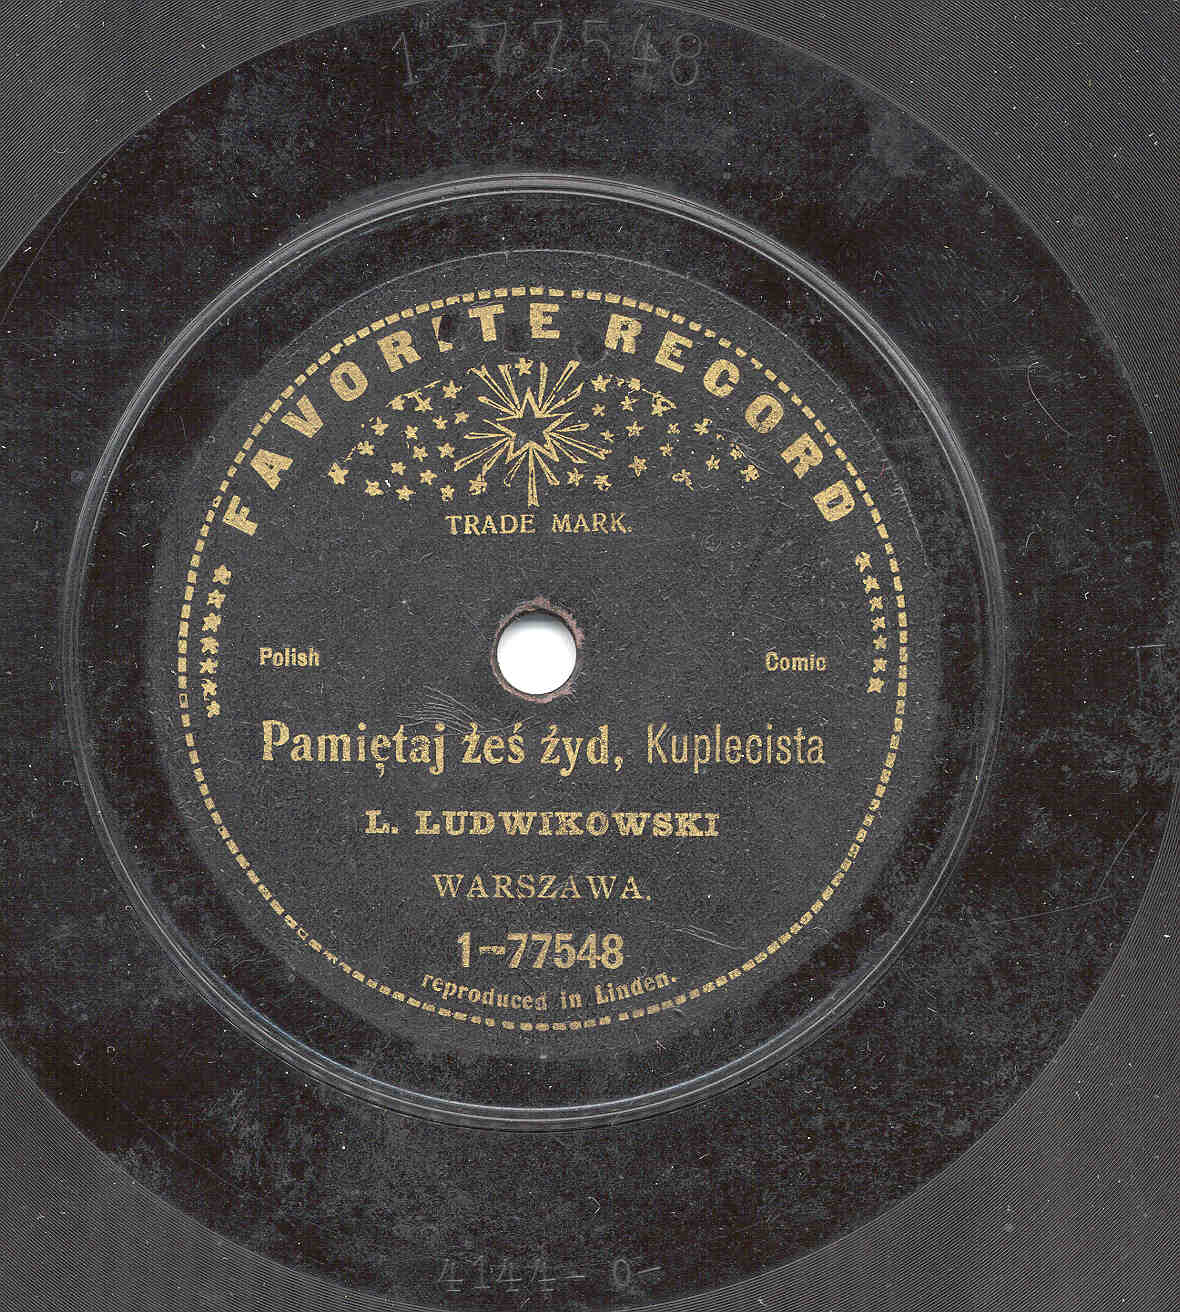 1-77548
FAVORITE RECORD
TRADE MARK.
Polish Comic
Pamiętaj żeś źyd, Kuplecista
L. LUDWIKOWSKI
WARSZAWA.
1-77548
reproduced in Linden.
4144-0-